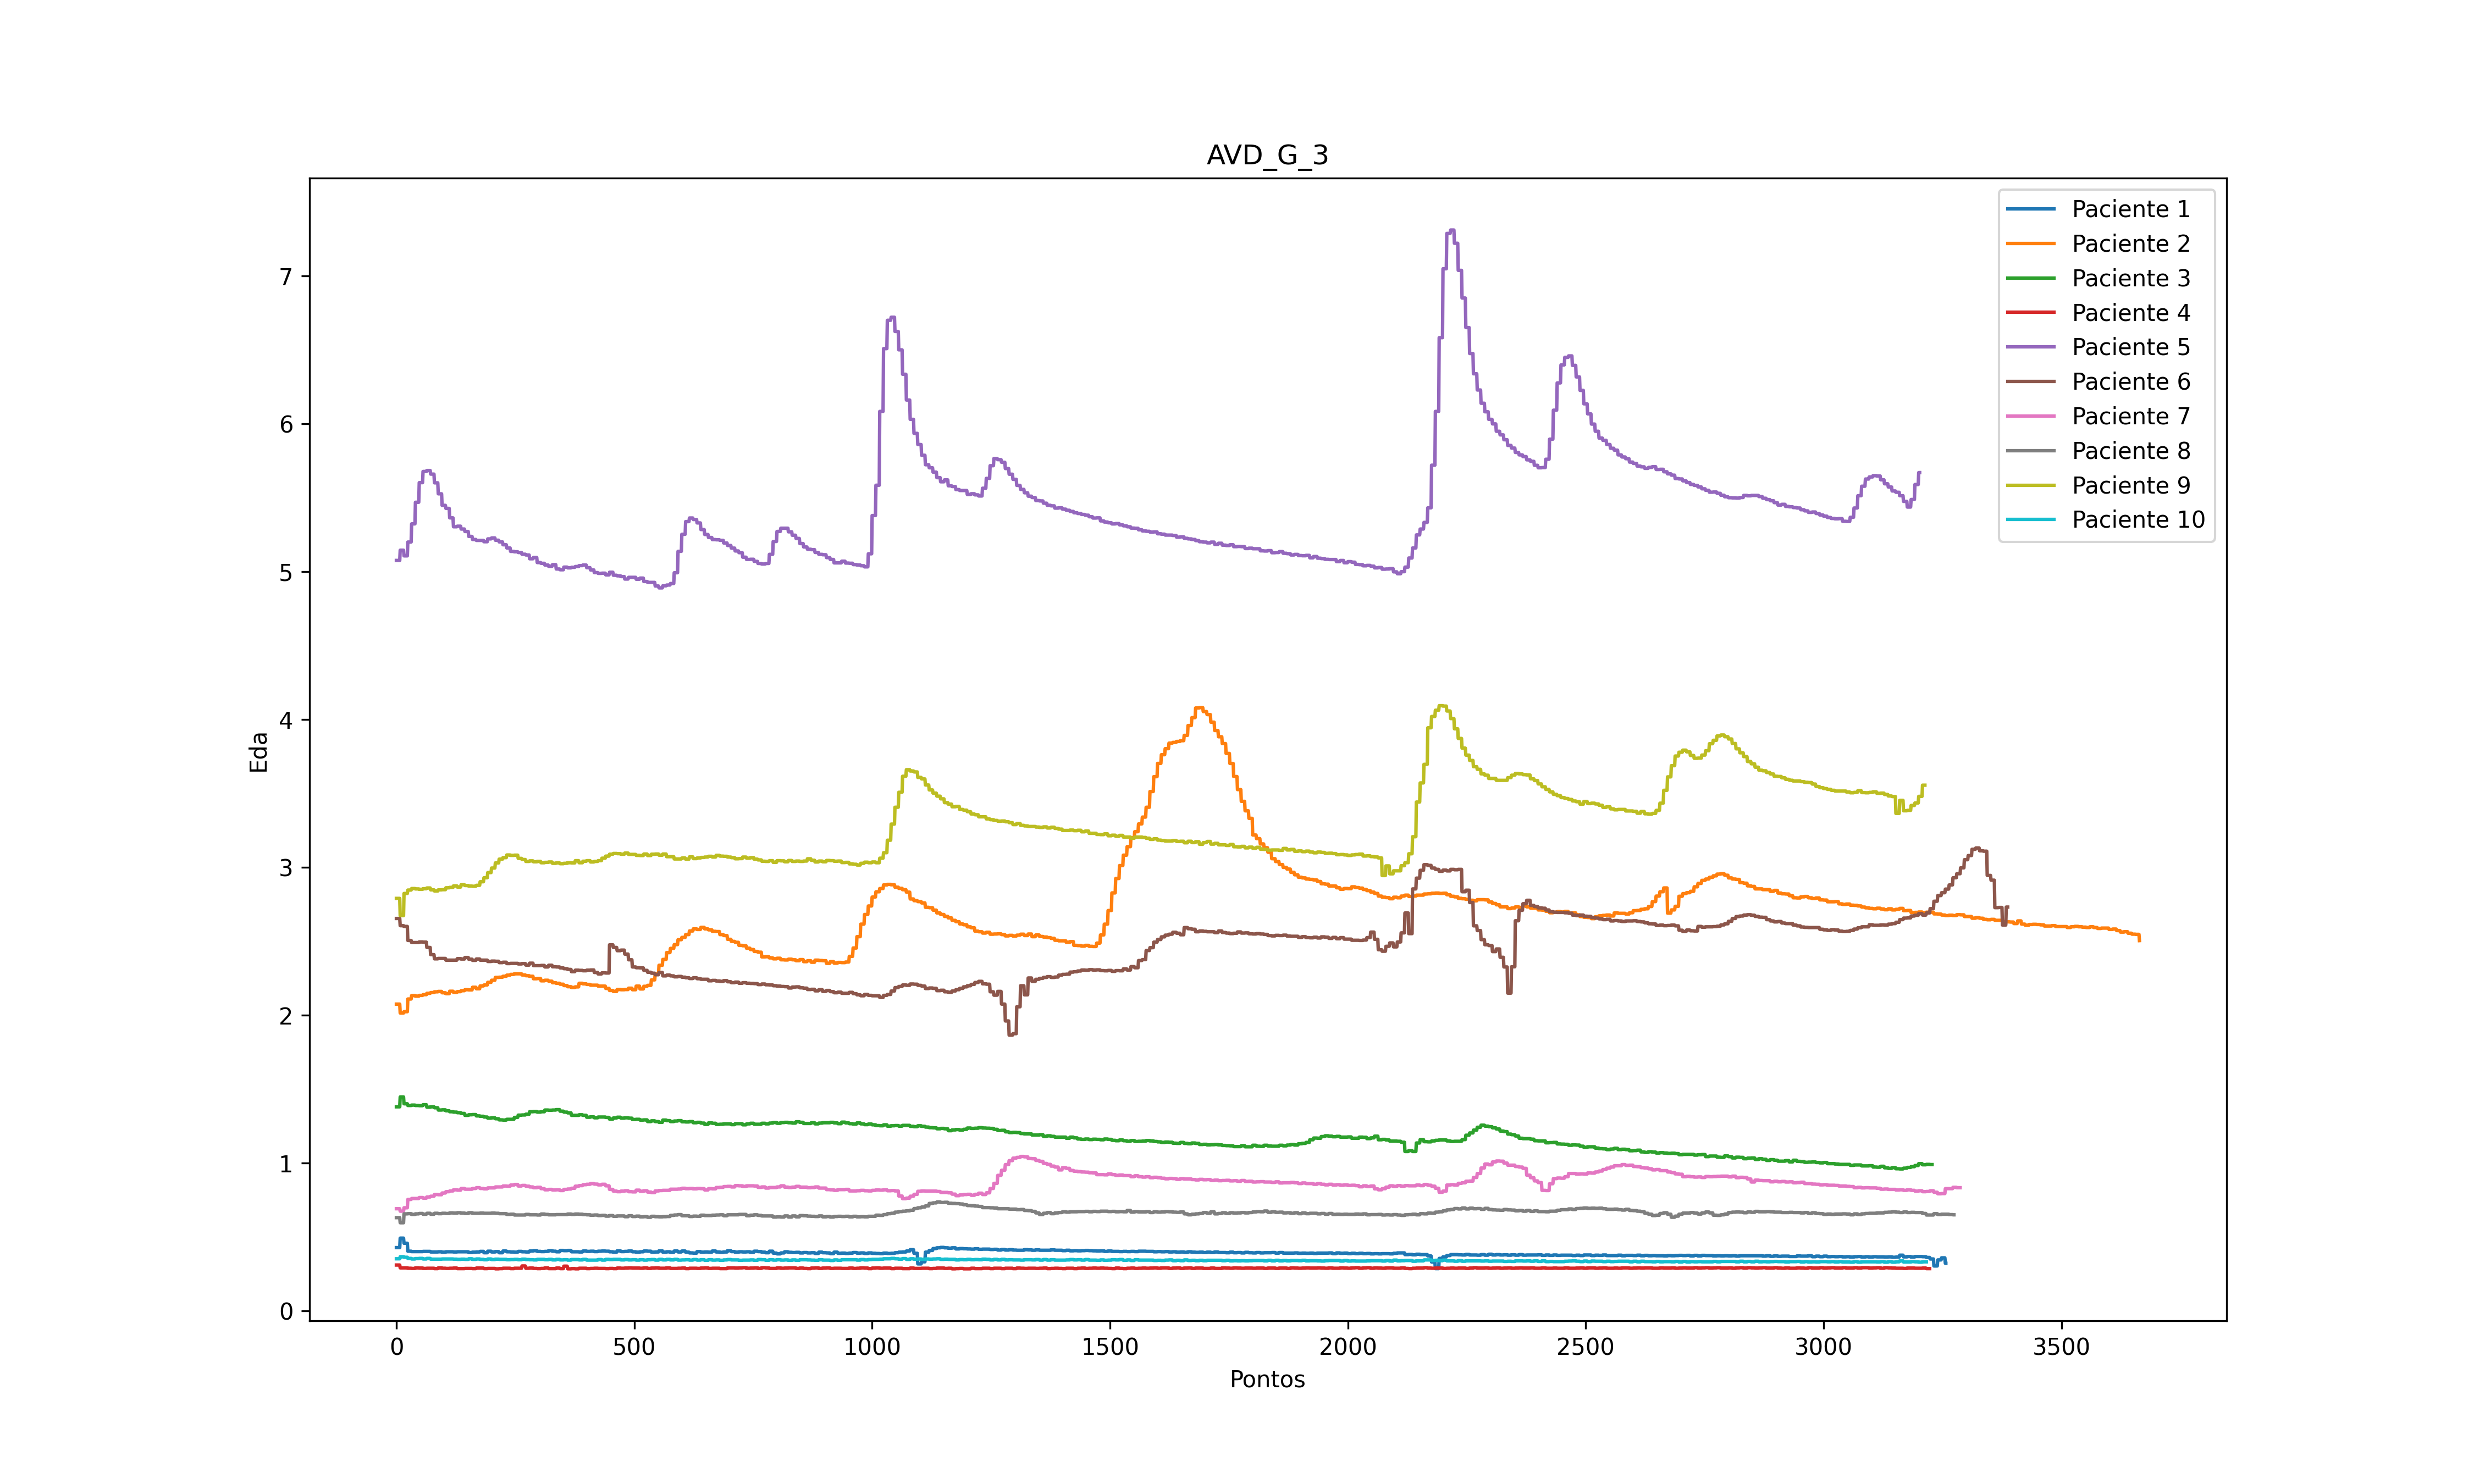 AVD_G_3
Paciente 1
Paciente 2
Paciente 3
Paciente 4
Paciente 5
Paciente 6
Paciente 7
Paciente 8
Paciente 9
Paciente 10
7
6
5
4
3
2
1
0
Eda
0 500 1000 1500 2000 2500 3000 3500
Pontos